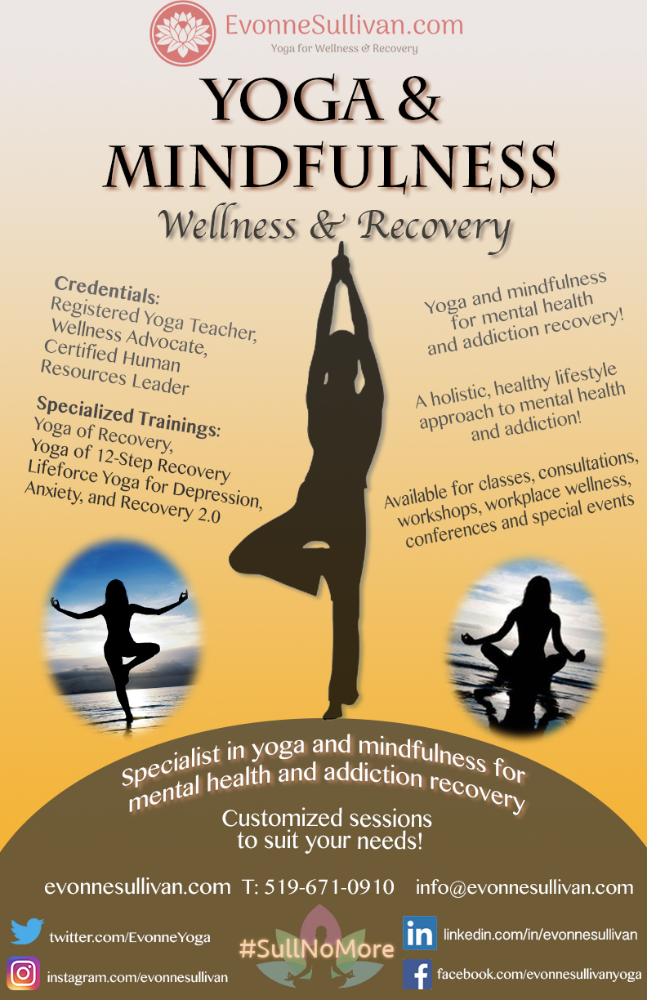 EvonneSullivan.com
Yoga for Wellness & Recovery
YOGA &
MINDFULNESS
Wellness & Recovery
Credentials:
Registered Yoga Teacher,
Wellness Advocate,
Certified Human
Resources Leader
Specialized Trainings:
Yoga of Recovery,
Yoga of 12-Step Recovery
Lifeforce Yoga for Depression,
Anxiety, and Recovery 2.0
Yoga and mindfulness
for mental health
and addiction recovery!
A holistic, healthy lifestyle
approach to mental health
and addiction!
Available for classes, consultations,
workshops, workplace wellness,
conferences and special events
Specialist in yoga and mindfulness for
mental health and addiction recovery
Customized sessions
to suit your needs!
evonnesullivan.com T: 519-671-0910 info@evonnesullivan.com
twitter.com/EvonneYoga
instagram.com/evonnesullivan
#SullNoMore
linkedin.com/in/evonnesullivan
facebook.com/evonnesullivanyoga